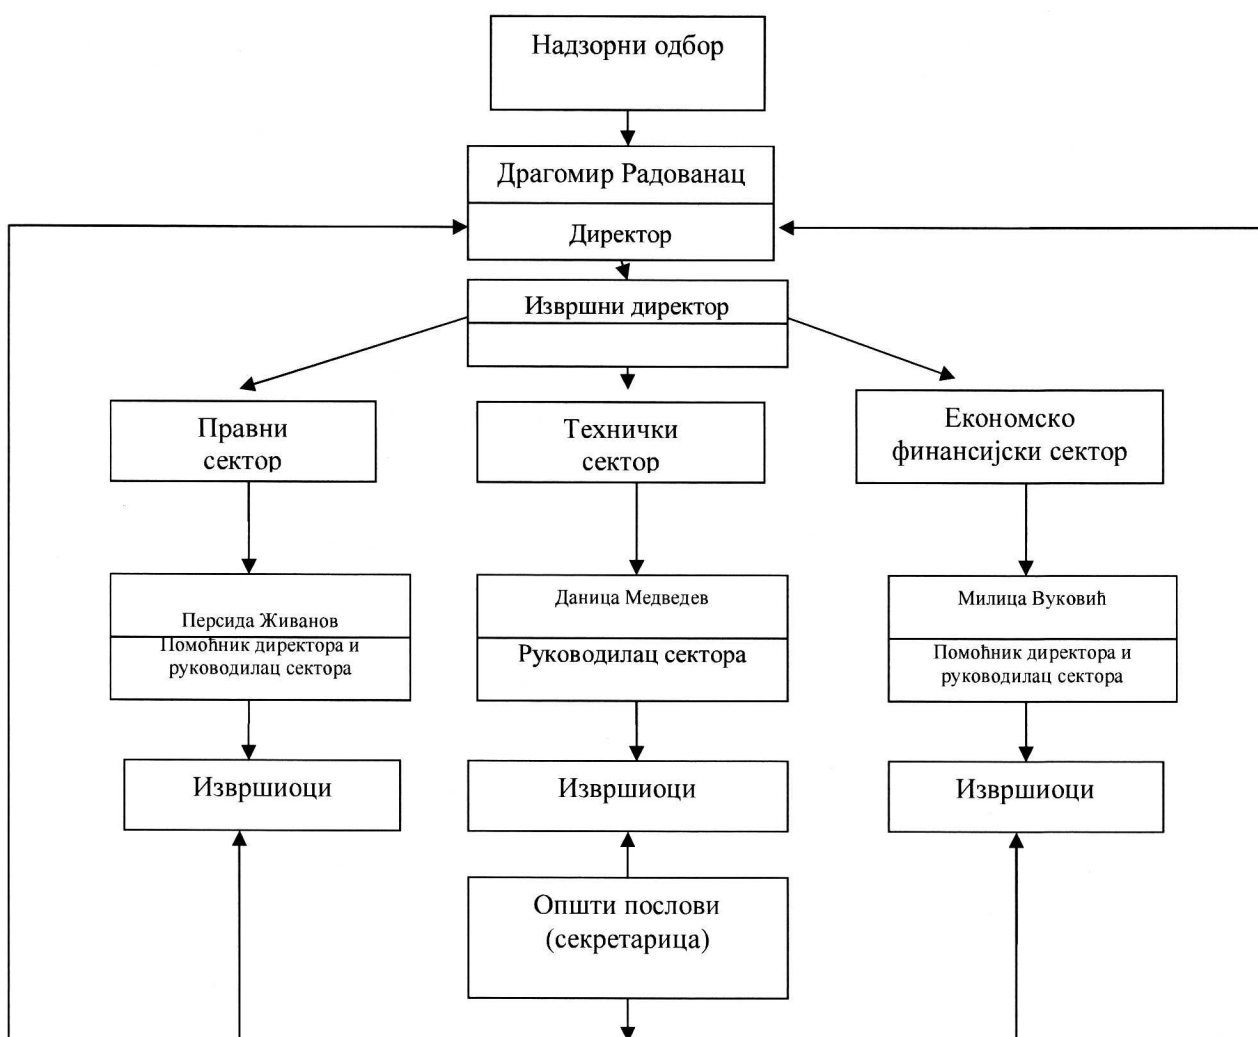 Надзорни одбор
Драгомир Радованац
Директор
Извршни директор
Правни
сектор
Технички
сектор
Економско
финансијски сектор
Персида Живанов
Помоћник директора и
руководилац сектора
Даница Медведев
Руководилац сектора
Милица Вуковић
Помоћник директора и
руководилац сектора
Извршиоци
Извршиоци
Извршиоци
Општи послови
(секретарица)